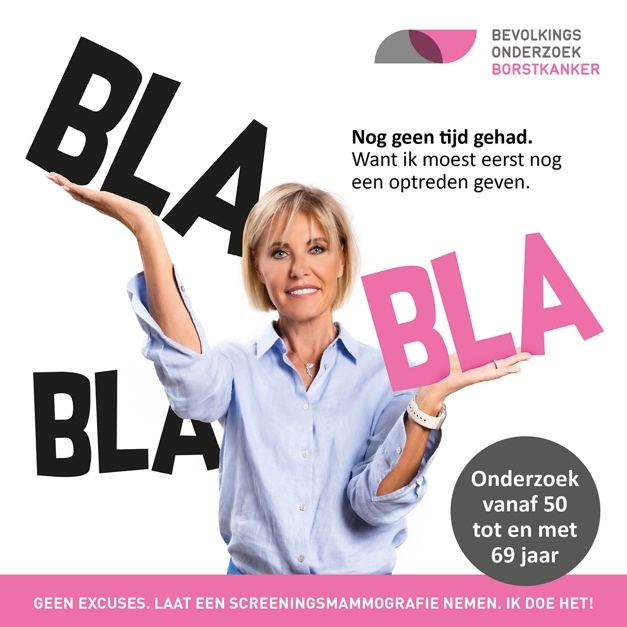 BEVOLKINGS
ONDERZOEK
BORSTKANKER
BLA
Nog geen tijd gehad.
Want ik moest eerst nog
een optreden geven.
BLA
BLA
Onderzoek
vanaf 50
tot en met
69 jaar
GEEN EXCUSES. LAAT EEN SCREENINGSMAMMOGRAFIE NEMEN. IK DOE HET!